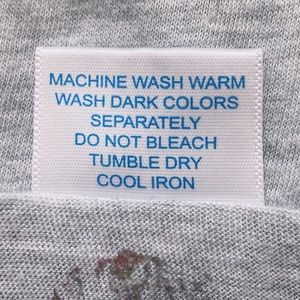 MACHINE WASH WARM
WASH DARK COLORS
SEPARATELY
DO NOT BLEACH
TUMBLE DRY
COOL IRON